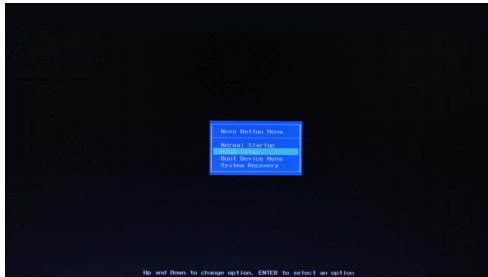 Novo Button Menu
Normal Startup
BIOS Setup
Boot Device Menu
System Recovery
Up and Down to change option, ENTER to select an option